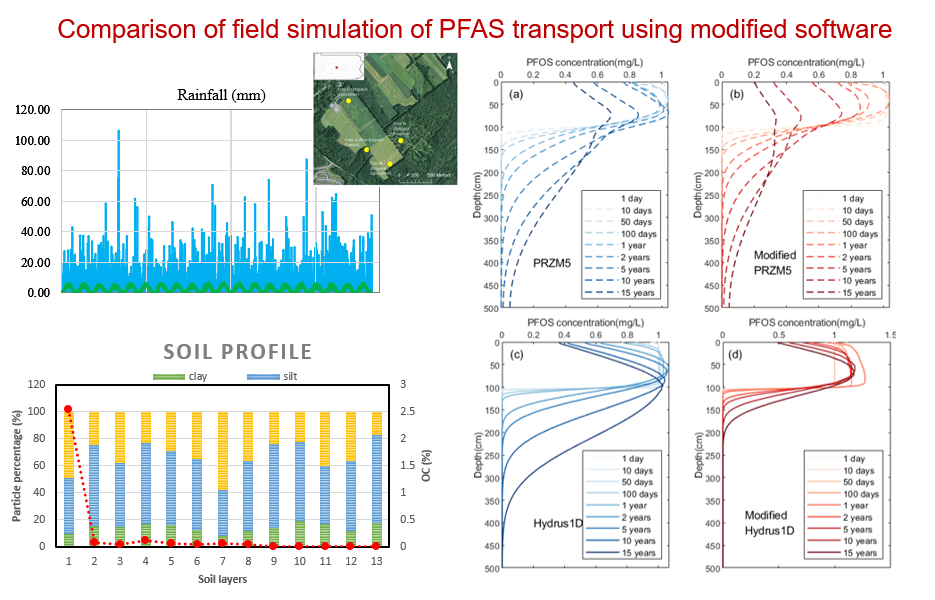 Comparison of field simulation of PFAS transport using modified software
Rainfall (mm)
120.00
100.00
80.00
60.00
40.00
20.00
0.00
0 250 500 Meters
SOIL PROFILE
clay silt
120
100
80
60
40
20
0
Particle percentage (%)
3
2.5
2
1.5
1
0.5
0
OC (%)
1 2 3 4 5 6 7 8 9 10 11 12 13
Soil layers
PFOS concentration(mg/L)
0 0.2 0.4 0.6 0.8 1
(a)
0
50
100
150
200
250
300
350
400
450
500
Depth(cm)
PRZM5
1 day
10 days
50 days
100 days
1 year
2 years
5 years
10 years
15 years
PFOS concentration(mg/L)
0 0.2 0.4 0.6 0.8 1
(b)
0
50
100
150
200
250
300
350
400
450
500
Depth(cm)
Modified
PRZM5
1 day
10 days
50 days
100 days
1 year
2 years
5 years
10 years
15 years
PFOS concentration(mg/L)
0 0.2 0.4 0.6 0.8 1
(c)
0
50
100
150
200
250
300
350
400
450
500
Depth(cm)
Hydrus1D
1 day
10 days
50 days
100 days
1 year
2 years
5 years
10 years
15 years
PFOS concentration(mg/L)
0 0.5 1 1.5
(d)
0
50
100
150
200
250
300
350
400
450
500
Depth(cm)
Modified
Hydrus1D
1 day
10 days
50 days
100 days
1 year
2 years
5 years
10 years
15 years